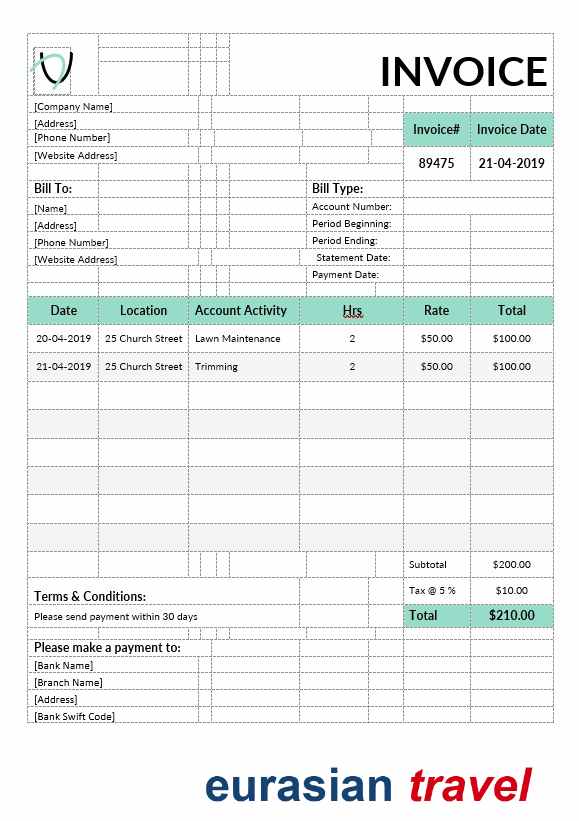 INVOICE
[Company Name]
[Address]
[Phone Number]
[Website Address]
Invoice# Invoice Date
89475 21-04-2019
Bill To: Bill Type:
[Name] Account Number:
[Address] Period Beginning:
[Phone Number] Period Ending:
[Website Address] Statement Date:
Payment Date:
Date Location Account Activity Hrs Rate Total
20-04-2019 25 Church Street Lawn Maintenance 2 $50.00 $100.00
21-04-2019 25 Church Street Trimming 2 $50.00 $100.00
Subtotal $200.00
Tax @ 5 % $10.00
Terms & Conditions:
Please send payment within 30 days
Total $210.00
Please make a payment to:
[Bank Name]
[Branch Name]
[Address]
[Bank Swift Code]
eurasian travel